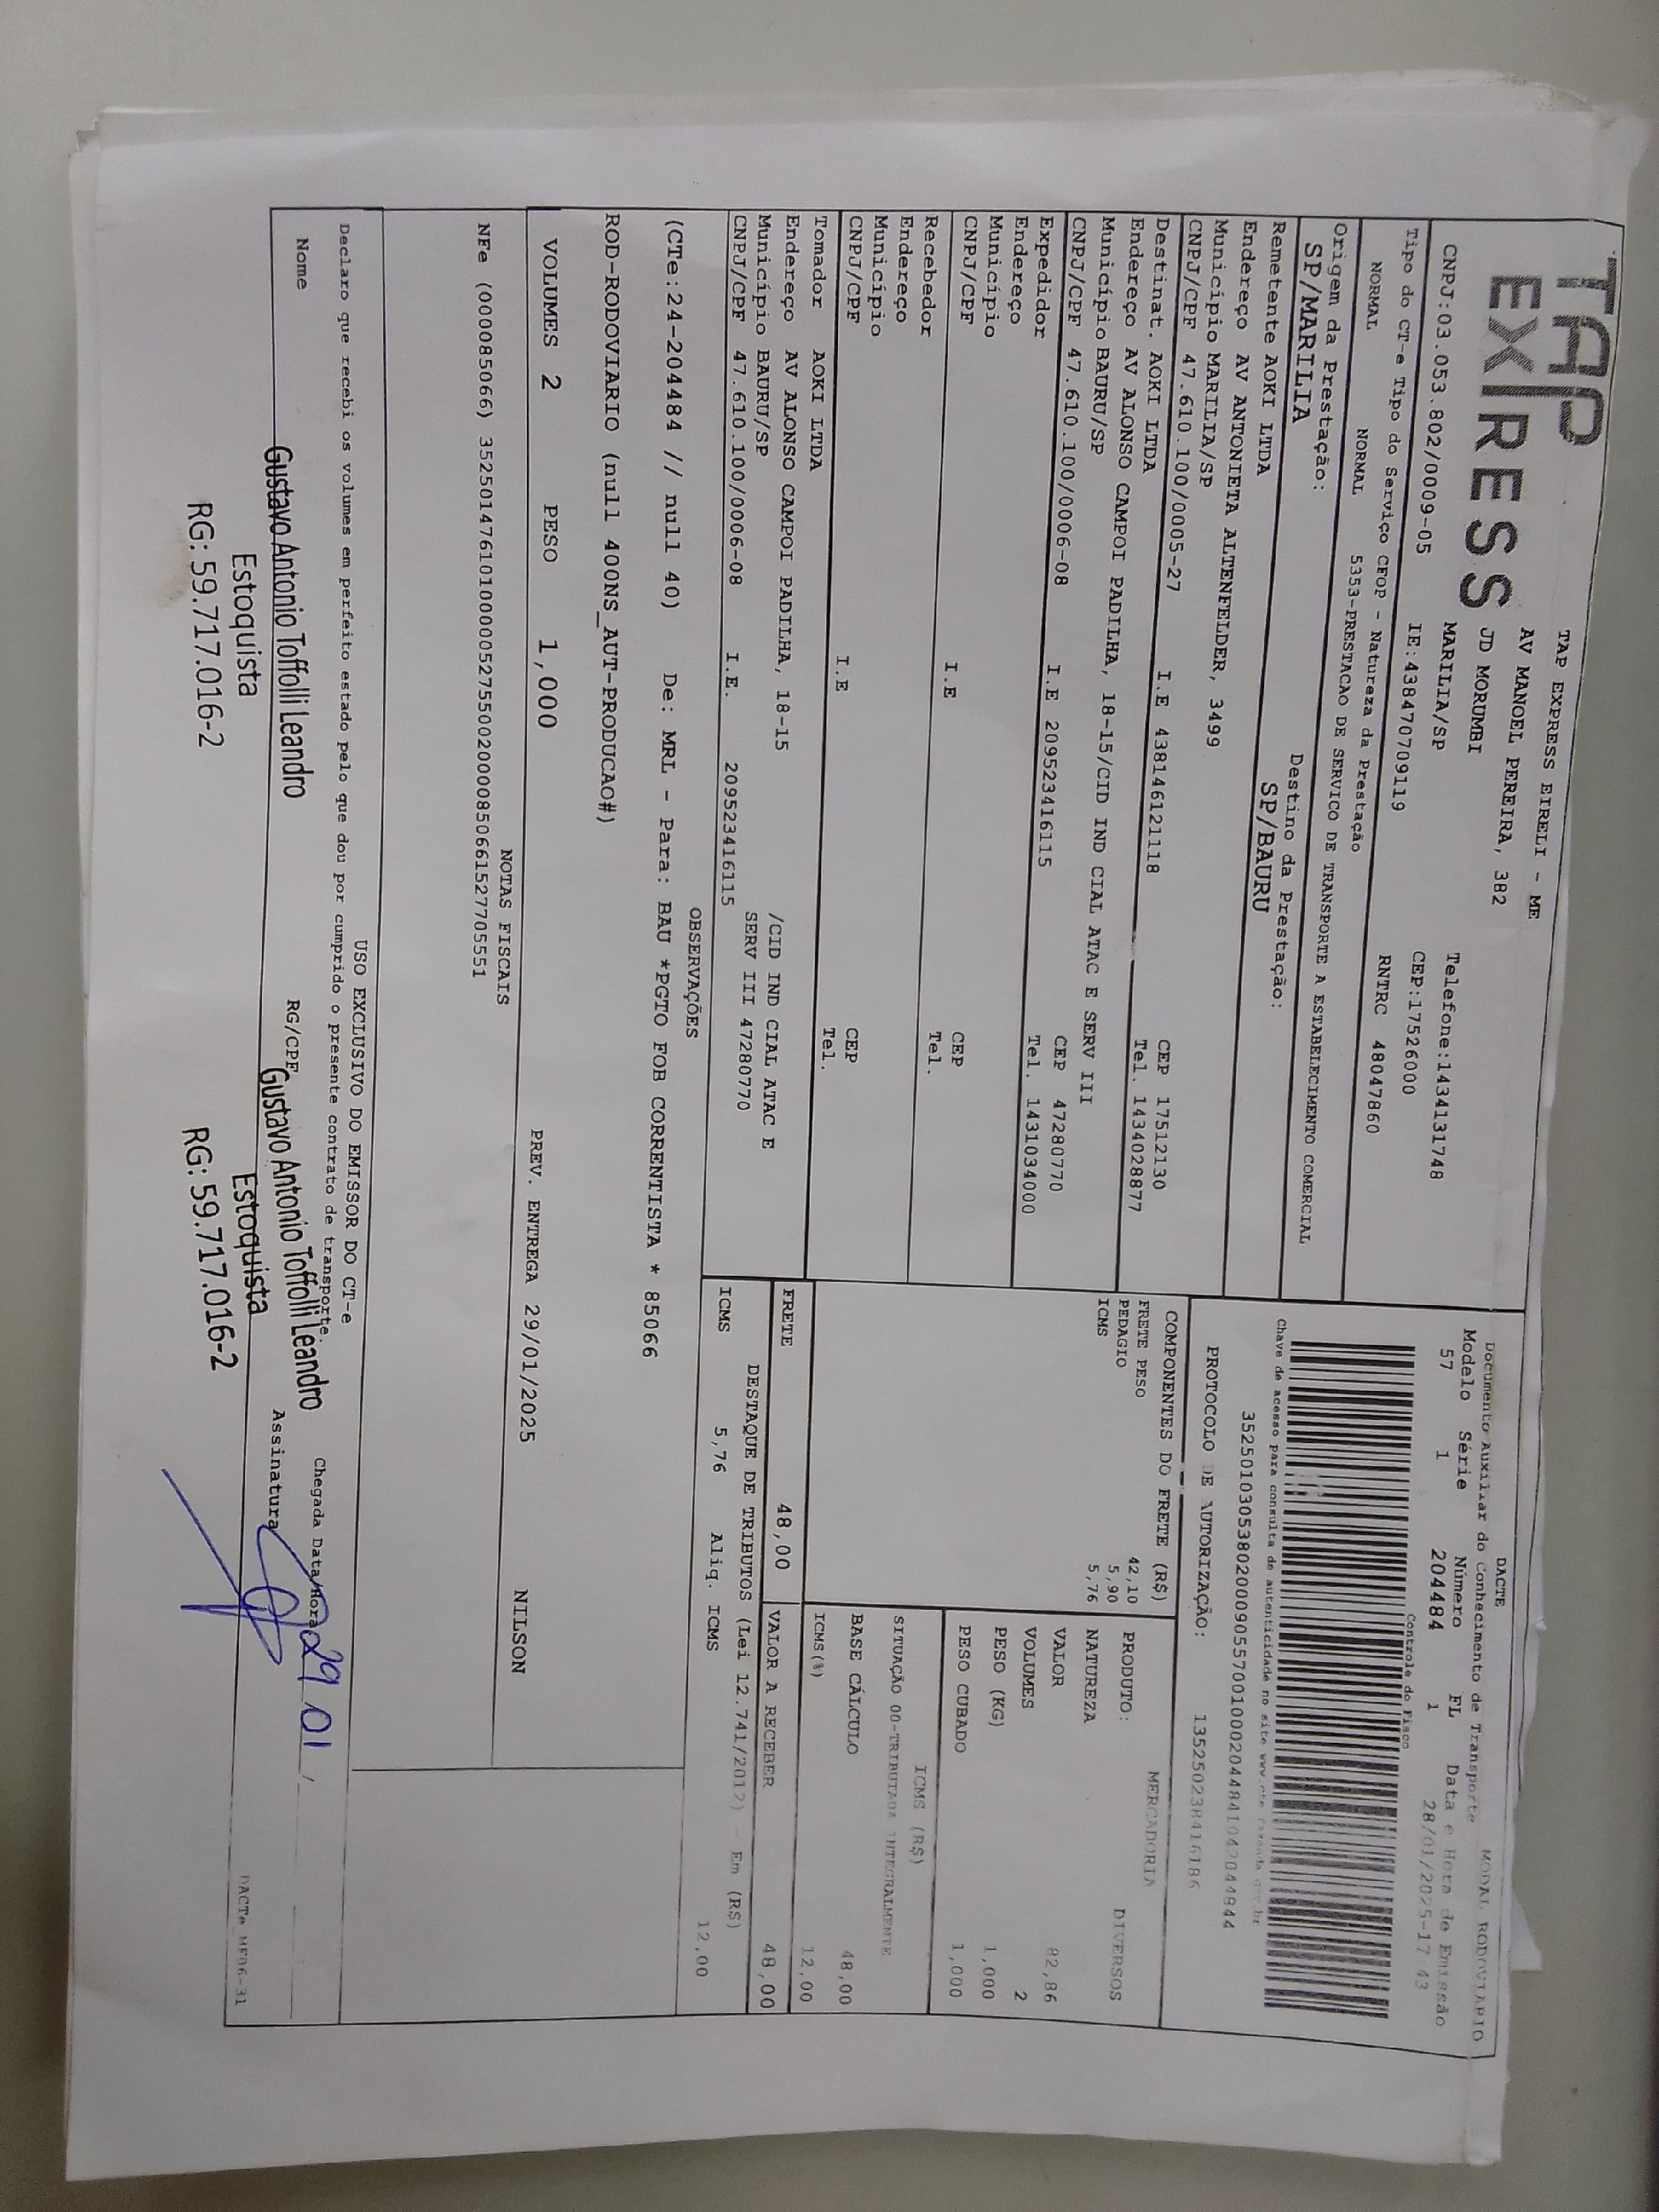 TAP
EXPRESS
TAP EXPRESS EIRELI - ME
AV MANOEL PEREIRA, 382
JD MORUMBI
MARILIA/SP
Telefone:1434131748
CEP:17526000
CNPJ:03.053.802/0009-05
IE:438470709119
RNTRC 48047860
Tipo do CT-e Tipo do Serviço CFOP - Natureza da Prestação
NORMAL NORMAL 5353-PRESTACAO DE SERVICO DE TRANSPORTE A ESTABELECIMENTO COMERCIAL
Origem da Prestação:
SP/MARILIA
Destino da Prestação:
SP/BAURU
DACTE
MODAL RODOVIARIO
Documento Auxiliar do Conhecimento de Transporte
Modelo Série Número FL Data e Hora de Emissão
57 1 204484 1 28/01/2025-17 43
Controle do Fisco
Chave de acesso para consulta de autenticidade no site www.cte.fazenda.gov.br
PROTOCOLO DE AUTORIZAÇÃO:
135250238416186
Remetente AOKI LTDA
Endereço AV ANTONIETA ALTENFELDER, 3499
Município MARILIA/SP
CEP 17512130
CNPJ/CPF 47.610.100/0005-27 I.E 438146121118 Tel. 1434028877
Destinat. AOKI LTDA
Endereço AV ALONSO CAMPOI PADILHA, 18-15/CID IND CIAL ATAC E SERV III
Município BAURU/SP
CEP 47280770
CNPJ/CPF 47.610.100/0006-08 I.E 209523416115 Tel. 1431034000
Expedidor
Endereço
Município
CEP
CNPJ/CPF I.E Tel.
Recebedor
Endereço
Município
CEP
CNPJ/CPF I.E Tel.
Tomador AOKI LTDA
Endereço AV ALONSO CAMPOI PADILHA, 18-15
/CID IND CIAL ATAC E
Município BAURU/SP
SERV III 47280770
CNPJ/CPF 47.610.100/0006-08 I.E. 209523416115
COMPONENTES DO FRETE (R$)
FRETE PESO 42,10
PEDAGIO 5,90
ICMS 5,76
PRODUTO: MERCADORIA
NATUREZA DIVERSOS
VALOR 82,86
VOLUMES 2
PESO (KG) 1,000
PESO CUBADO 1,000
ICMS (R$)
SITUAÇÃO 00-TRIBUTADA INTEGRALMENTE
BASE CÁLCULO 48,00
ICMS(%) 12,00
FRETE 48,00
VALOR A RECEBER 48,00
DESTAQUE DE TRIBUTOS (Lei 12.741/2012) - Em (R$)
ICMS 5,76 Aliq. ICMS 12,00
OBSERVAÇÕES
(CTe:24-204484 // null 40) De: MRL - Para: BAU *PGTO FOB CORRENTISTA * 85066
ROD-RODOVIARIO (null 400NS_AUT-PRODUCAO#)
VOLUMES 2 PESO 1,000 PREV. ENTREGA 29/01/2025 NILSON
NOTAS FISCAIS
NFe (000085066) 35250147610100000527550020000850661527705551
USO EXCLUSIVO DO EMISSOR DO CT-e
Declaro que recebi os volumes em perfeito estado pelo que dou por cumprido o presente contrato de transporte.
Nome RG/CPF Assinatura
Chegada Data/Hora 29 01 /
Gustavo Antonio Toffolli Leandro
Estoquista
RG: 59.717.016-2
Gustavo Antonio Toffolli Leandro
Estoquista
RG: 59.717.016-2
DACTe_MF06-31